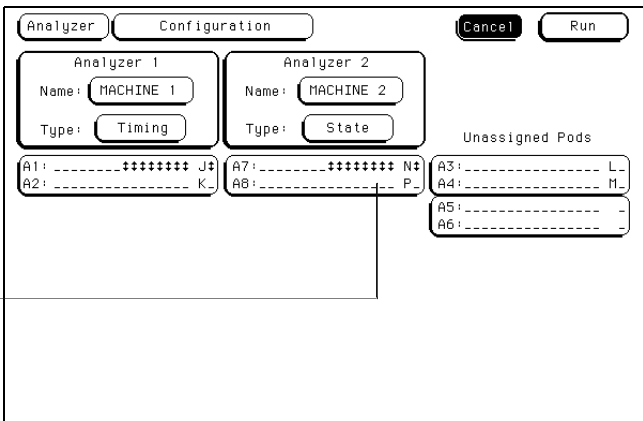 Analyzer Configuration Cancel Run
Analyzer 1 Analyzer 2
Name: MACHINE 1 Name: MACHINE 2
Type: Timing Type: State
Unassigned Pods
A1: _______‡‡‡‡‡‡‡‡ J‡ A7: _______‡‡‡‡‡‡‡‡ N‡ A3: ________________ L_
A2: ________________ K_ A8: ________________ P_ A4: ________________ M_
A5: ________________ _
A6: ________________ _